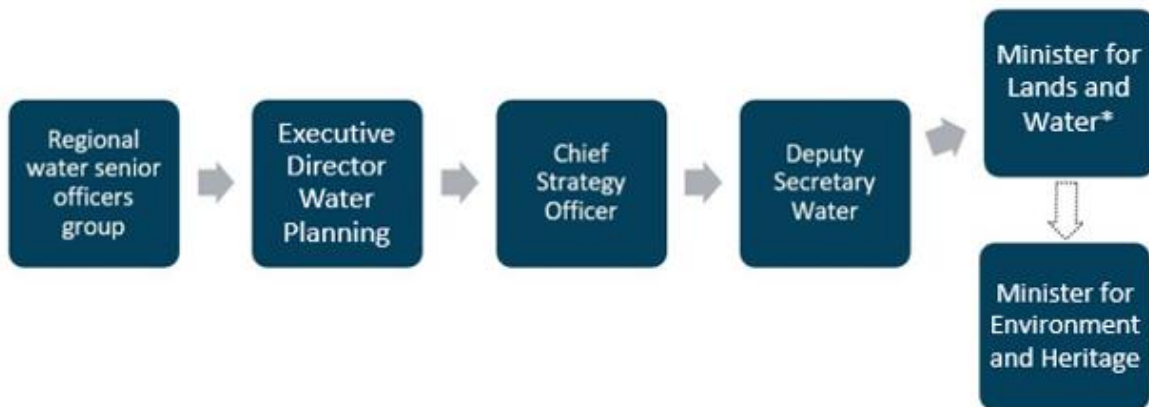 Regional
water senior
officers
group
Executive
Director
Water
Planning
Chief
Strategy
Officer
Deputy
Secretary
Water
Minister for
Lands and
Water*
Minister for
Environment
and Heritage